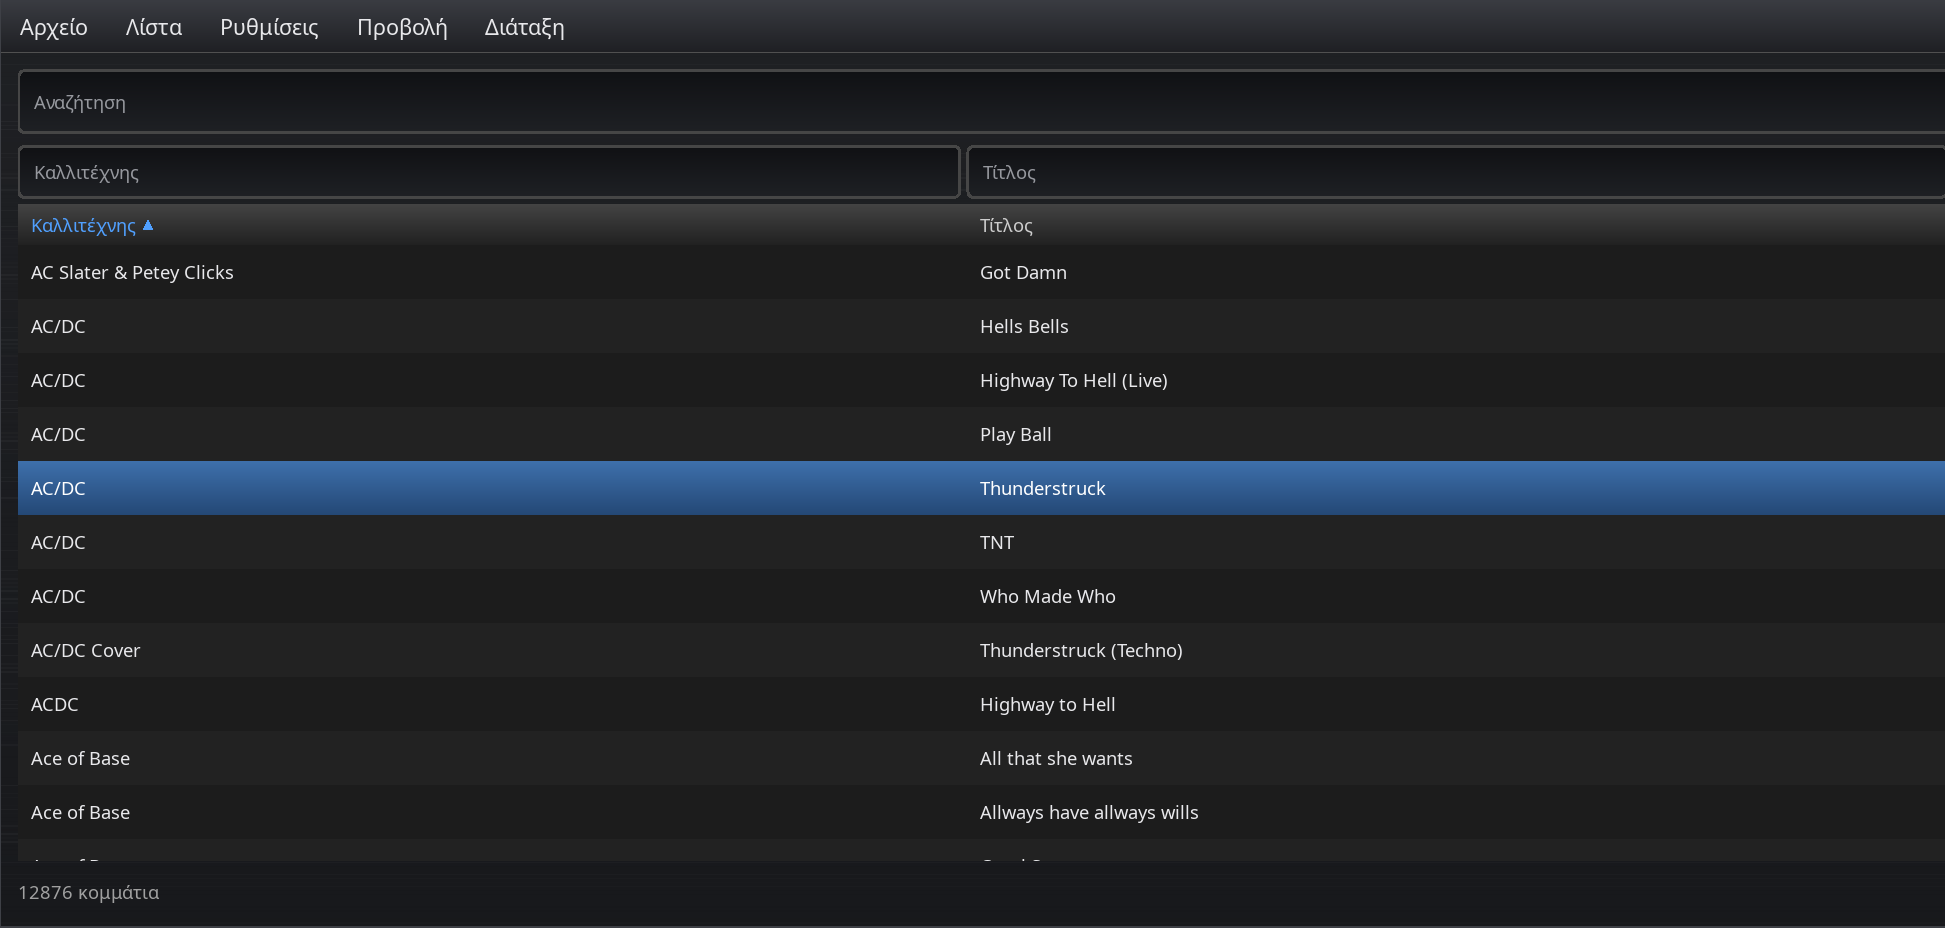 Αρχείο Λίστα Ρυθμίσεις Προβολή Διάταξη
Αναζήτηση
Καλλιτέχνης Τίτλος
Καλλιτέχνης ▲ Τίτλος
AC Slater & Petey Clicks Got Damn
AC/DC Hells Bells
AC/DC Highway To Hell (Live)
AC/DC Play Ball
AC/DC Thunderstruck
AC/DC TNT
AC/DC Who Made Who
AC/DC Cover Thunderstruck (Techno)
ACDC Highway to Hell
Ace of Base All that she wants
Ace of Base Allways have allways wills
12876 κομμάτια